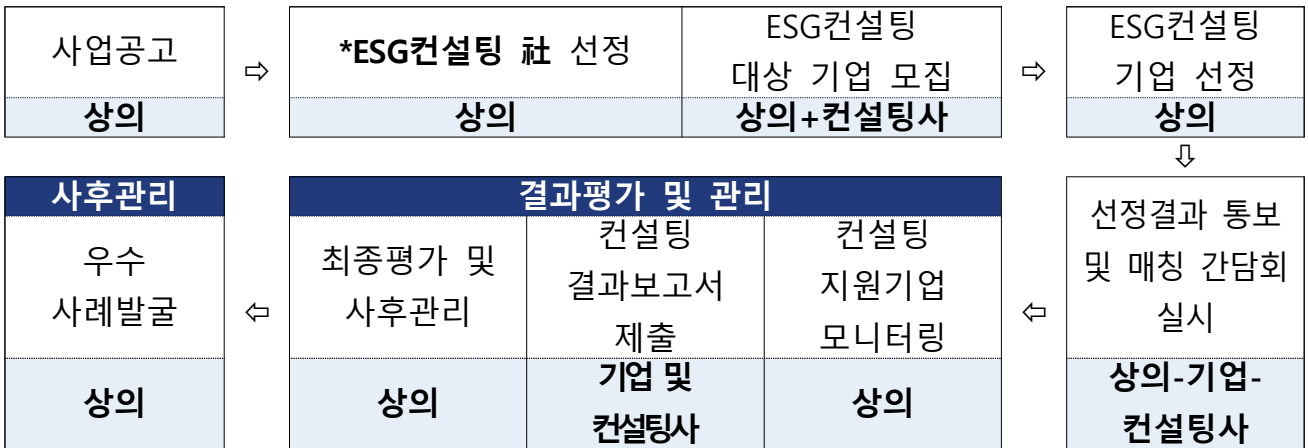 사업공고
상의
⇨
*ESG컨설팅 社 선정
상의
ESG컨설팅
대상 기업 모집
상의+컨설팅사
⇨
ESG컨설팅
기업 선정
상의
⇩
선정결과 통보
및 매칭 간담회
실시
상의-기업-
컨설팅사
⇦
결과평가 및 관리
컨설팅
지원기업
모니터링
상의
컨설팅
결과보고서
제출
기업 및
컨설팅사
최종평가 및
사후관리
상의
⇦
사후관리
우수
사례발굴
상의